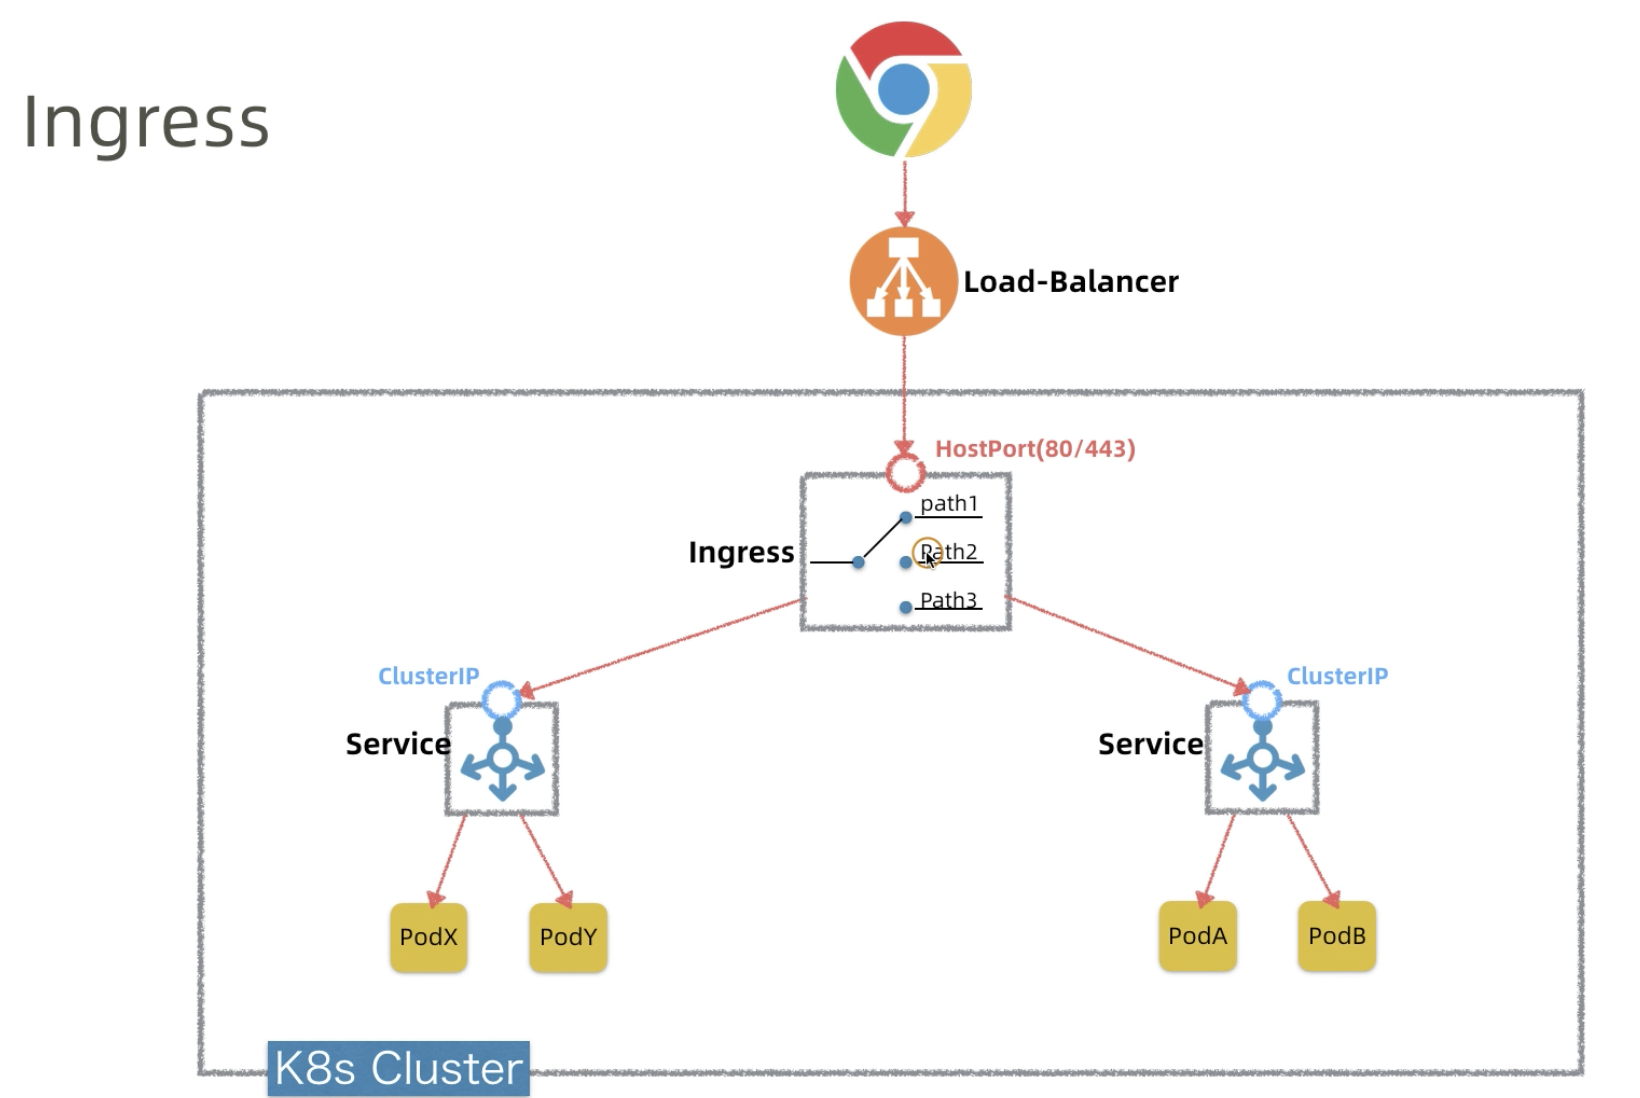 Ingress
Load-Balancer
HostPort(80/443)
path1
Ingress
Path2
Path3
ClusterIP
ClusterIP
Service
Service
PodX
PodY
PodA
PodB
K8s Cluster